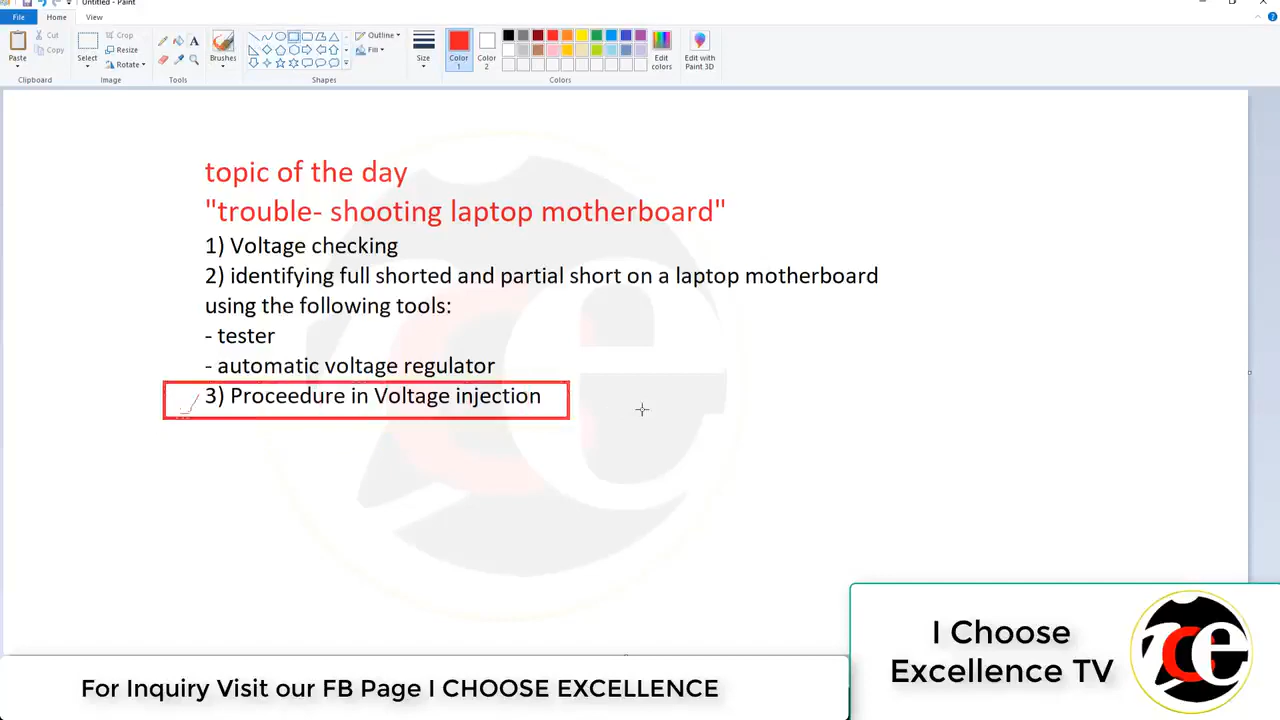 Untitled - Paint
File Home View
Paste
Cut
Copy
Clipboard
Select
Crop
Resize
Rotate
Image
A
Tools
Brushes
Outline
Fill
Shapes
Size
Color 1
Color 2
Edit colors
Colors
Edit with Paint 3D
topic of the day
"trouble- shooting laptop motherboard"
1) Voltage checking
2) identifying full shorted and partial short on a laptop motherboard
using the following tools:
- tester
- automatic voltage regulator
3) Proceedure in Voltage injection
I Choose
Excellence TV
For Inquiry Visit our FB Page I CHOOSE EXCELLENCE